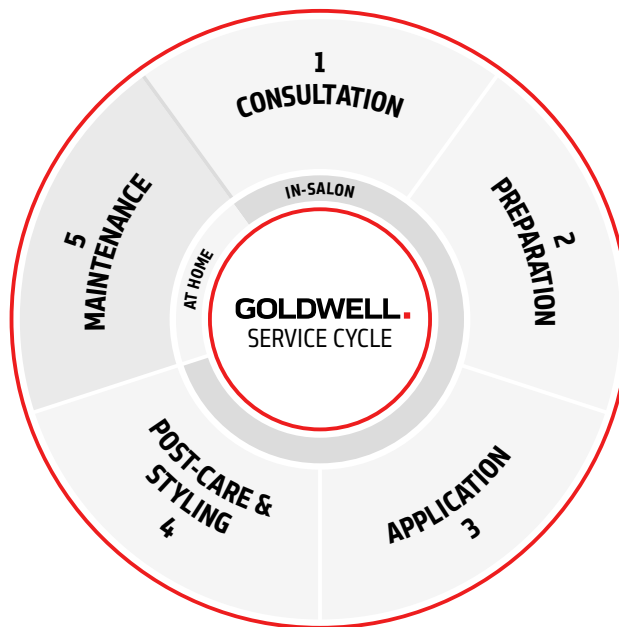 1
CONSULTATION
2
PREPARATION
APPLICATION
3
POST-CARE &
STYLING
4
5
MAINTENANCE
IN-SALON
AT HOME
GOLDWELL.
SERVICE CYCLE